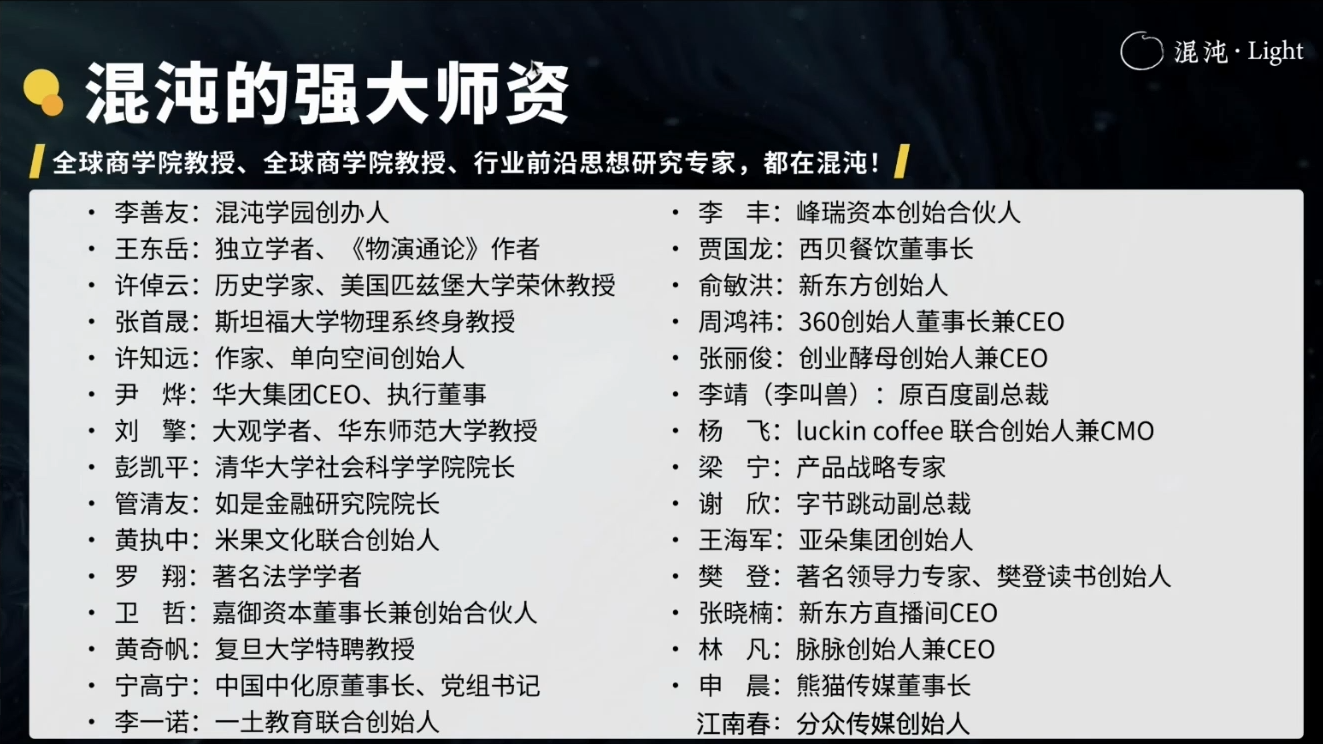 混沌·Light
混沌的强大师资
全球商学院教授、全球商学院教授、行业前沿思想研究专家，都在混沌！
• 李善友：混沌学园创办人
• 王东岳：独立学者、《物演通论》作者
• 许倬云：历史学家、美国匹兹堡大学荣休教授
• 张首晟：斯坦福大学物理系终身教授
• 许知远：作家、单向空间创始人
• 尹　烨：华大集团CEO、执行董事
• 刘　擎：大观学者、华东师范大学教授
• 彭凯平：清华大学社会科学学院院长
• 管清友：如是金融研究院院长
• 黄执中：米果文化联合创始人
• 罗　翔：著名法学学者
• 卫　哲：嘉御资本董事长兼创始合伙人
• 黄奇帆：复旦大学特聘教授
• 宁高宁：中国中化原董事长、党组书记
• 李一诺：一土教育联合创始人
• 李　丰：峰瑞资本创始合伙人
• 贾国龙：西贝餐饮董事长
• 俞敏洪：新东方创始人
• 周鸿祎：360创始人董事长兼CEO
• 张丽俊：创业酵母创始人兼CEO
• 李靖（李叫兽）：原百度副总裁
• 杨　飞：luckin coffee 联合创始人兼CMO
• 梁　宁：产品战略专家
• 谢　欣：字节跳动副总裁
• 王海军：亚朵集团创始人
• 樊　登：著名领导力专家、樊登读书创始人
• 张晓楠：新东方直播间CEO
• 林　凡：脉脉创始人兼CEO
• 申　晨：熊猫传媒董事长
江南春：分众传媒创始人